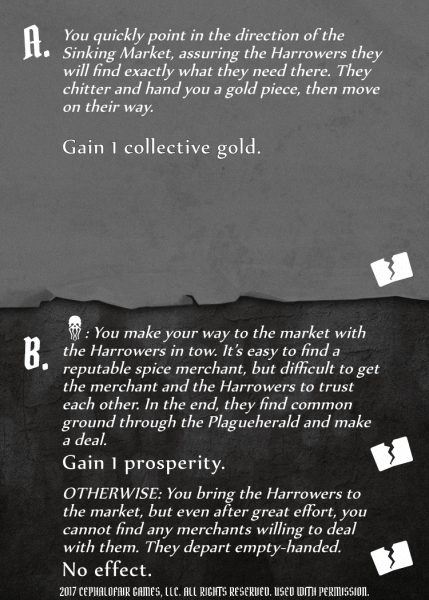 A. You quickly point in the direction of the
Sinking Market, assuring the Harrowers they
will find exactly what they need there. They
chitter and hand you a gold piece, then move
on their way.
Gain 1 collective gold.
B. : You make your way to the market with
the Harrowers in tow. It's easy to find a
reputable spice merchant, but difficult to get
the merchant and the Harrowers to trust
each other. In the end, they find common
ground through the Plagueherald and make
a deal.
Gain 1 prosperity.
OTHERWISE: You bring the Harrowers to
the market, but even after great effort, you
cannot find any merchants willing to deal
with them. They depart empty-handed.
No effect.
2017 CEPHALOFAIR GAMES, LLC. ALL RIGHTS RESERVED. USED WITH PERMISSION.